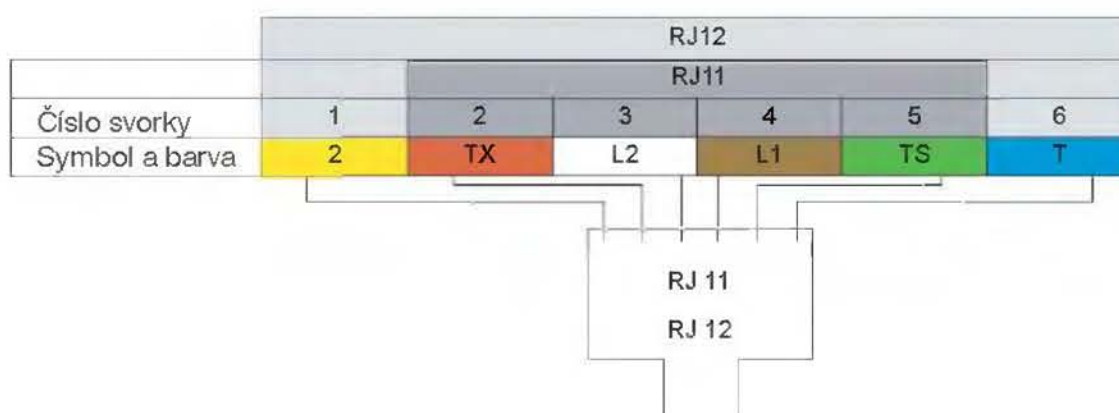 RJ12
RJ11
Číslo svorky 1 2 3 4 5 6
Symbol a barva 2 TX L2 L1 TS T
RJ 11
RJ 12